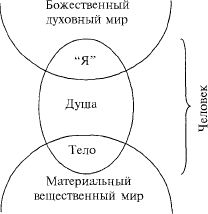 Божественный
духовный мир
“Я”
Душа
Тело
Человек
Материальный
вещественный мир